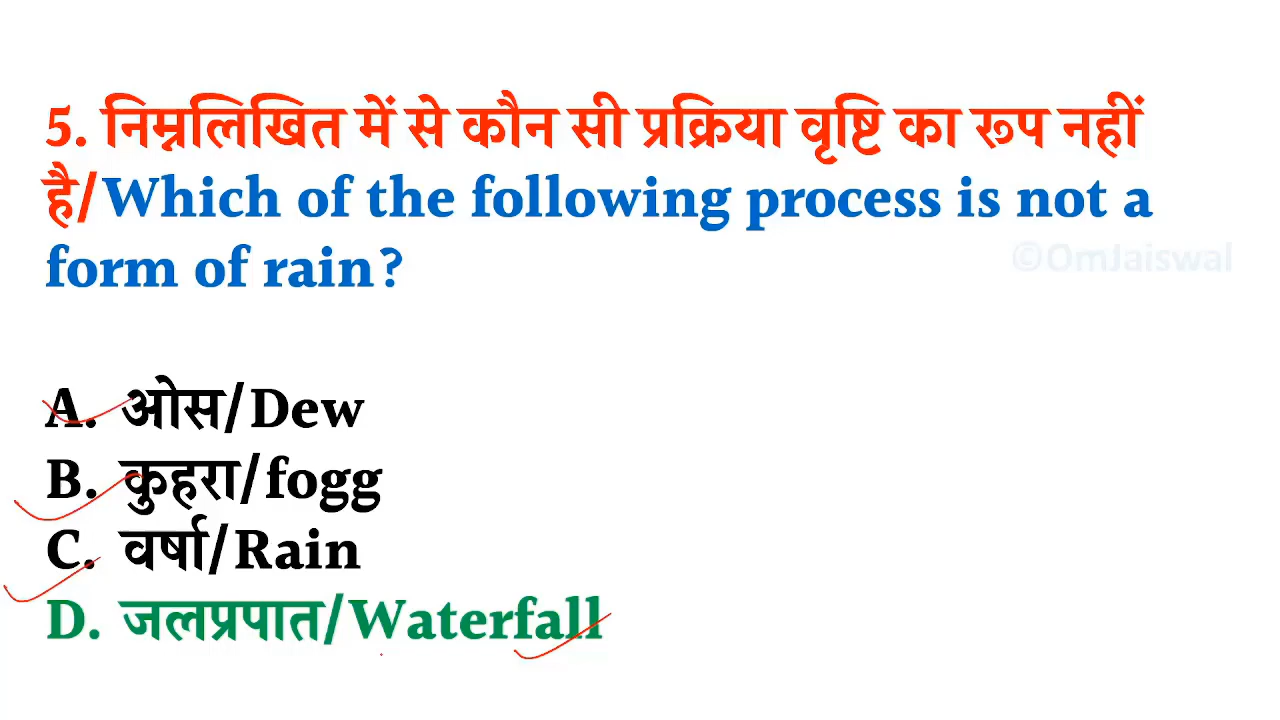 5. निम्नलिखित में से कौन सी प्रक्रिया वृष्टि का रूप नहीं
है/Which of the following process is not a
form of rain?
©OmJaiswal
A. ओस/Dew
B. कुहरा/fogg
C. वर्षा/Rain
D. जलप्रपात/Waterfall